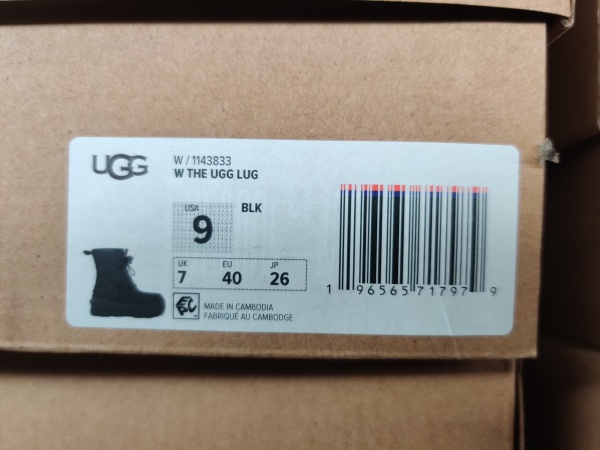 UGG
W / 1143833
W THE UGG LUG
USA
9
BLK
UK EU JP
7 40 26
MADE IN CAMBODIA
FABRIQUÉ AU CAMBODGE
1 96565 71797 9